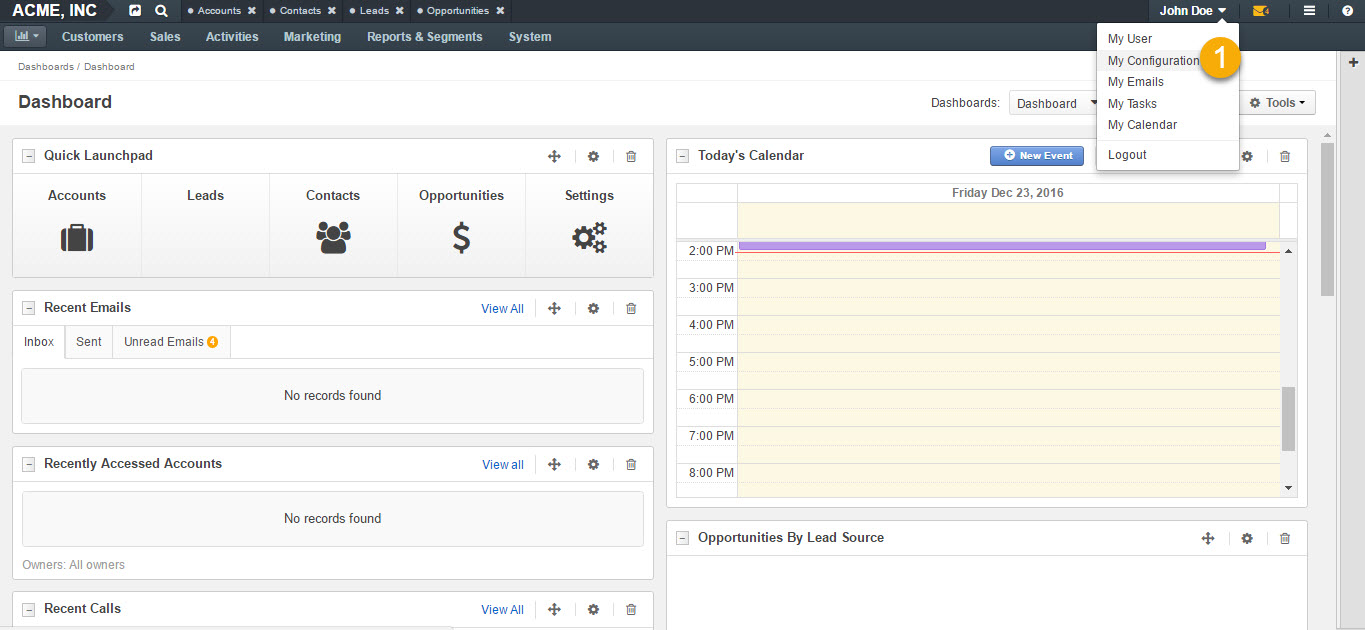 ACME, INC
Accounts
Contacts
Leads
Opportunities
John Doe
4
Customers
Sales
Activities
Marketing
Reports & Segments
System
My User
My Configuration
1
My Emails
My Tasks
My Calendar
Logout
Dashboards / Dashboard
Dashboard
Dashboards:
Dashboard
Tools
Quick Launchpad
Accounts
Leads
Contacts
Opportunities
Settings
Recent Emails
View All
Inbox
Sent
Unread Emails 4
No records found
Recently Accessed Accounts
View all
No records found
Owners: All owners
Recent Calls
View All
Today's Calendar
New Event
Friday Dec 23, 2016
2:00 PM
3:00 PM
4:00 PM
5:00 PM
6:00 PM
7:00 PM
8:00 PM
Opportunities By Lead Source